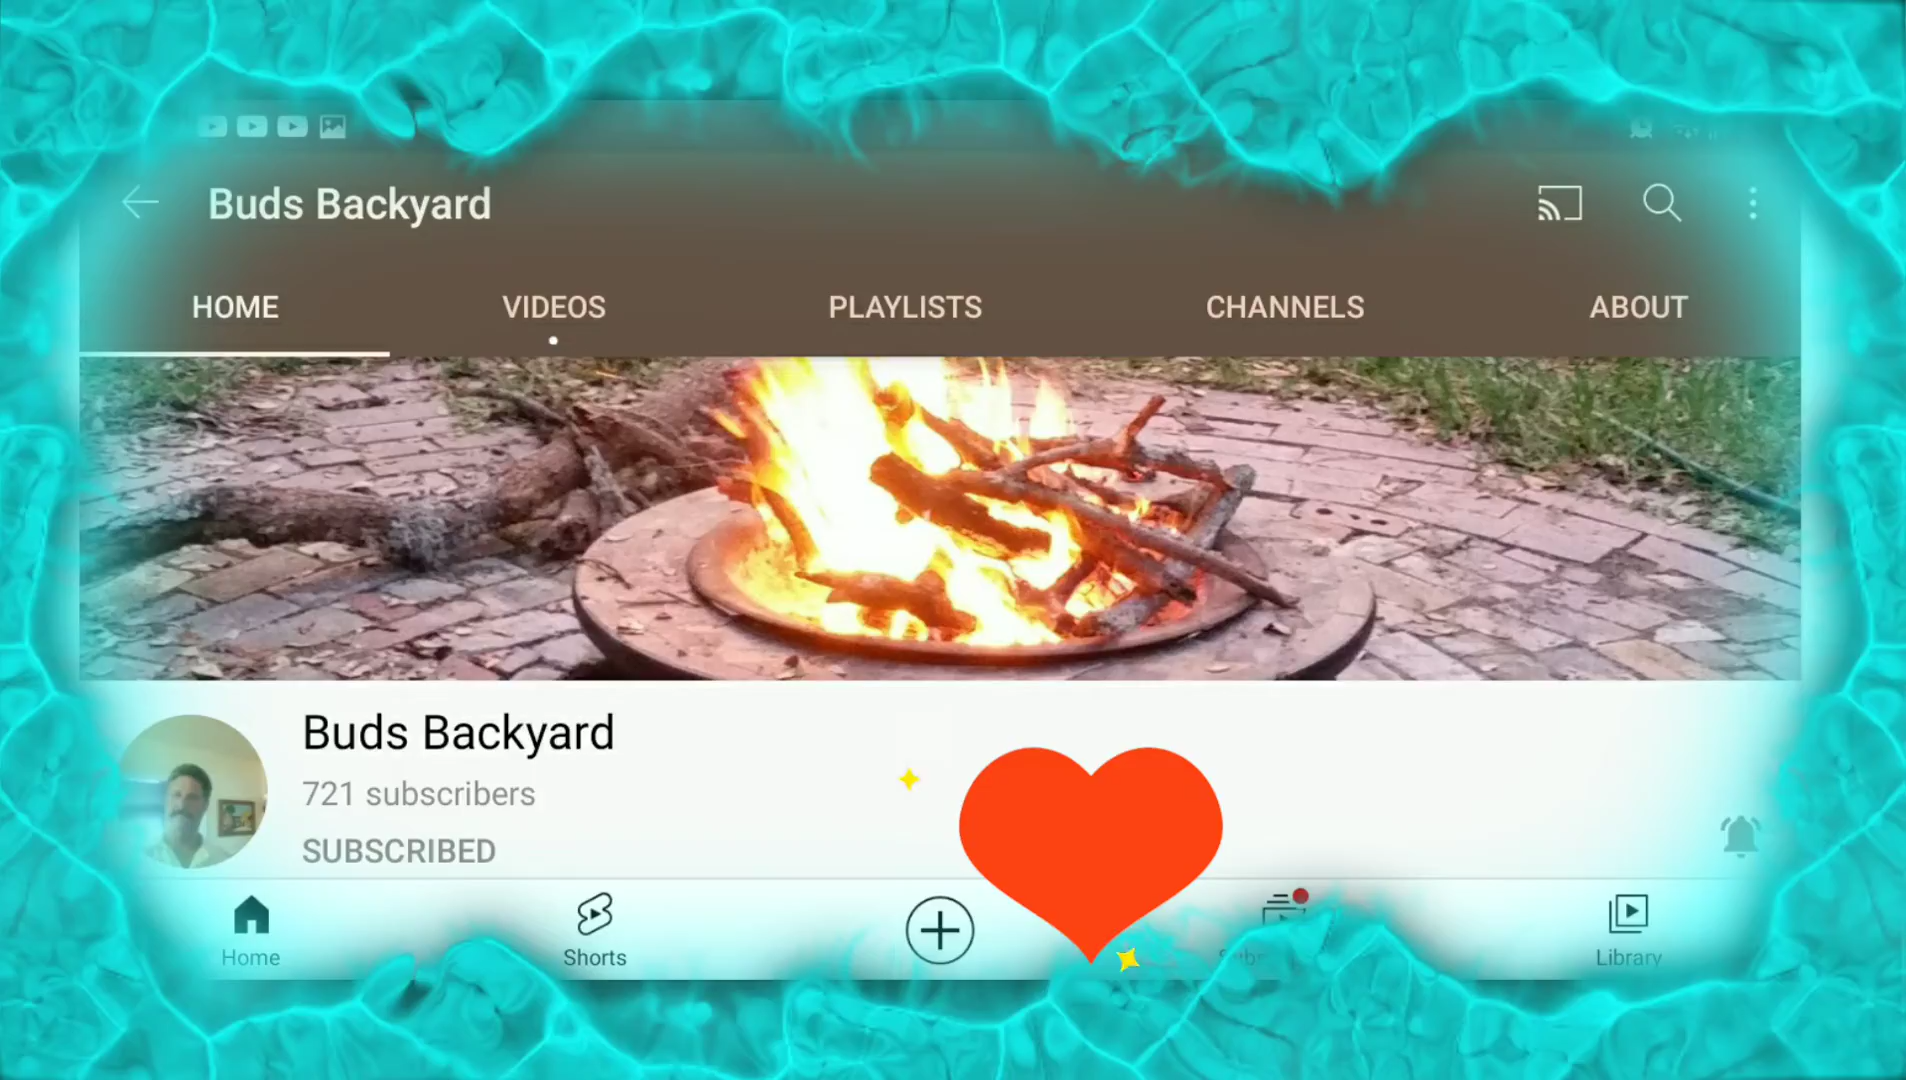 Buds Backyard
HOME VIDEOS PLAYLISTS CHANNELS ABOUT
Buds Backyard
721 subscribers
SUBSCRIBED
Home Shorts Library